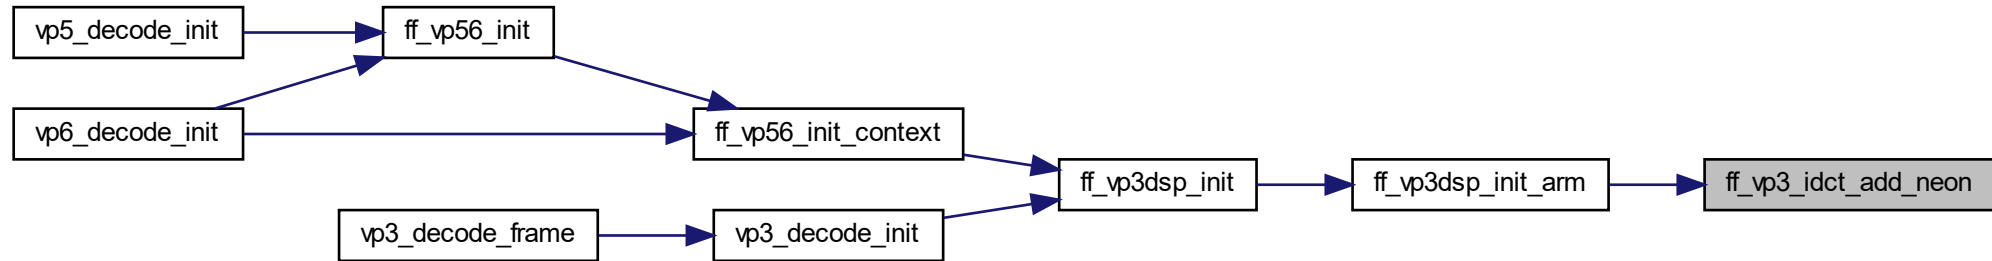 vp5_decode_init
ff_vp56_init
vp6_decode_init
ff_vp56_init_context
ff_vp3dsp_init
ff_vp3dsp_init_arm
ff_vp3_idct_add_neon
vp3_decode_frame
vp3_decode_init